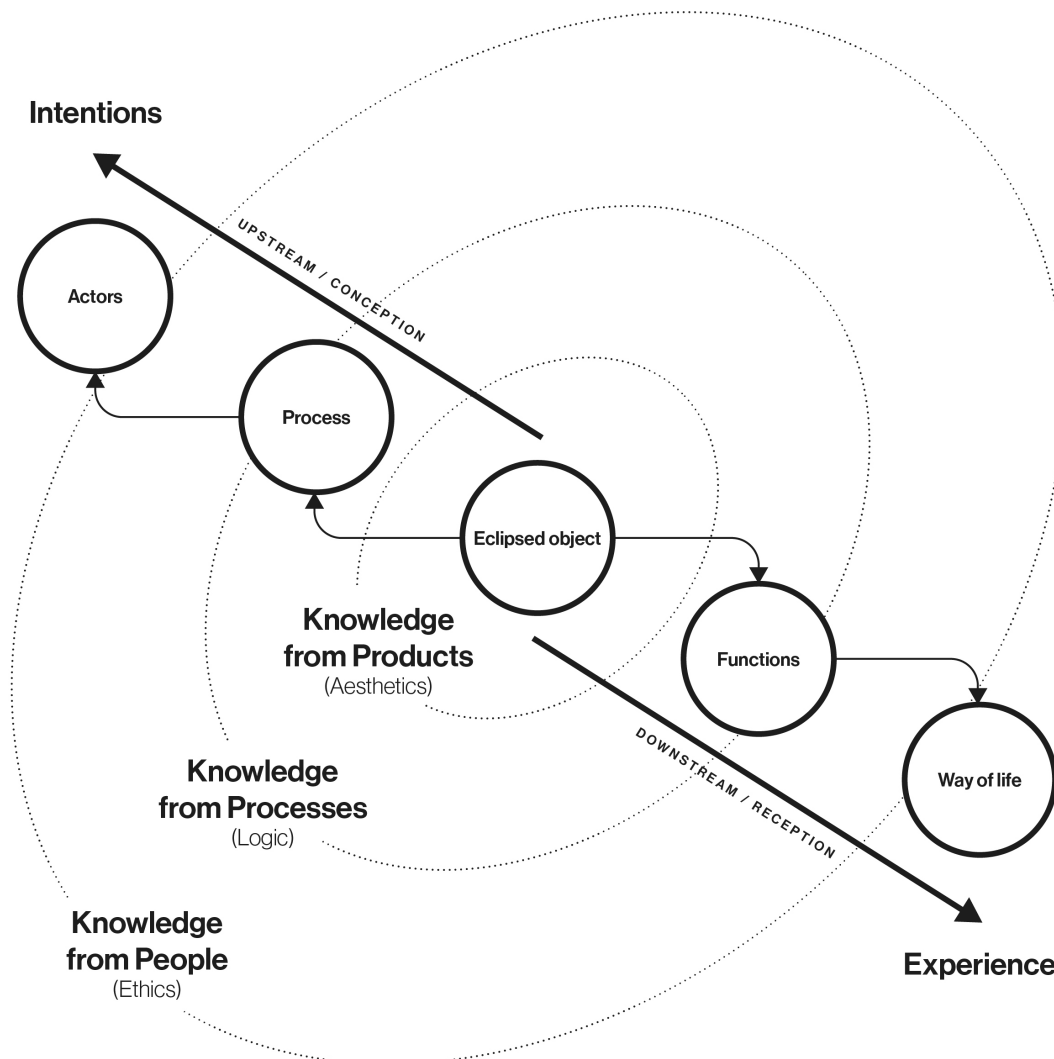 Intentions
UPSTREAM / CONCEPTION
Actors
Process
Eclipsed object
Knowledge
from Products
(Aesthetics)
Functions
DOWNSTREAM / RECEPTION
Way of life
Knowledge
from Processes
(Logic)
Knowledge
from People
(Ethics)
Experience